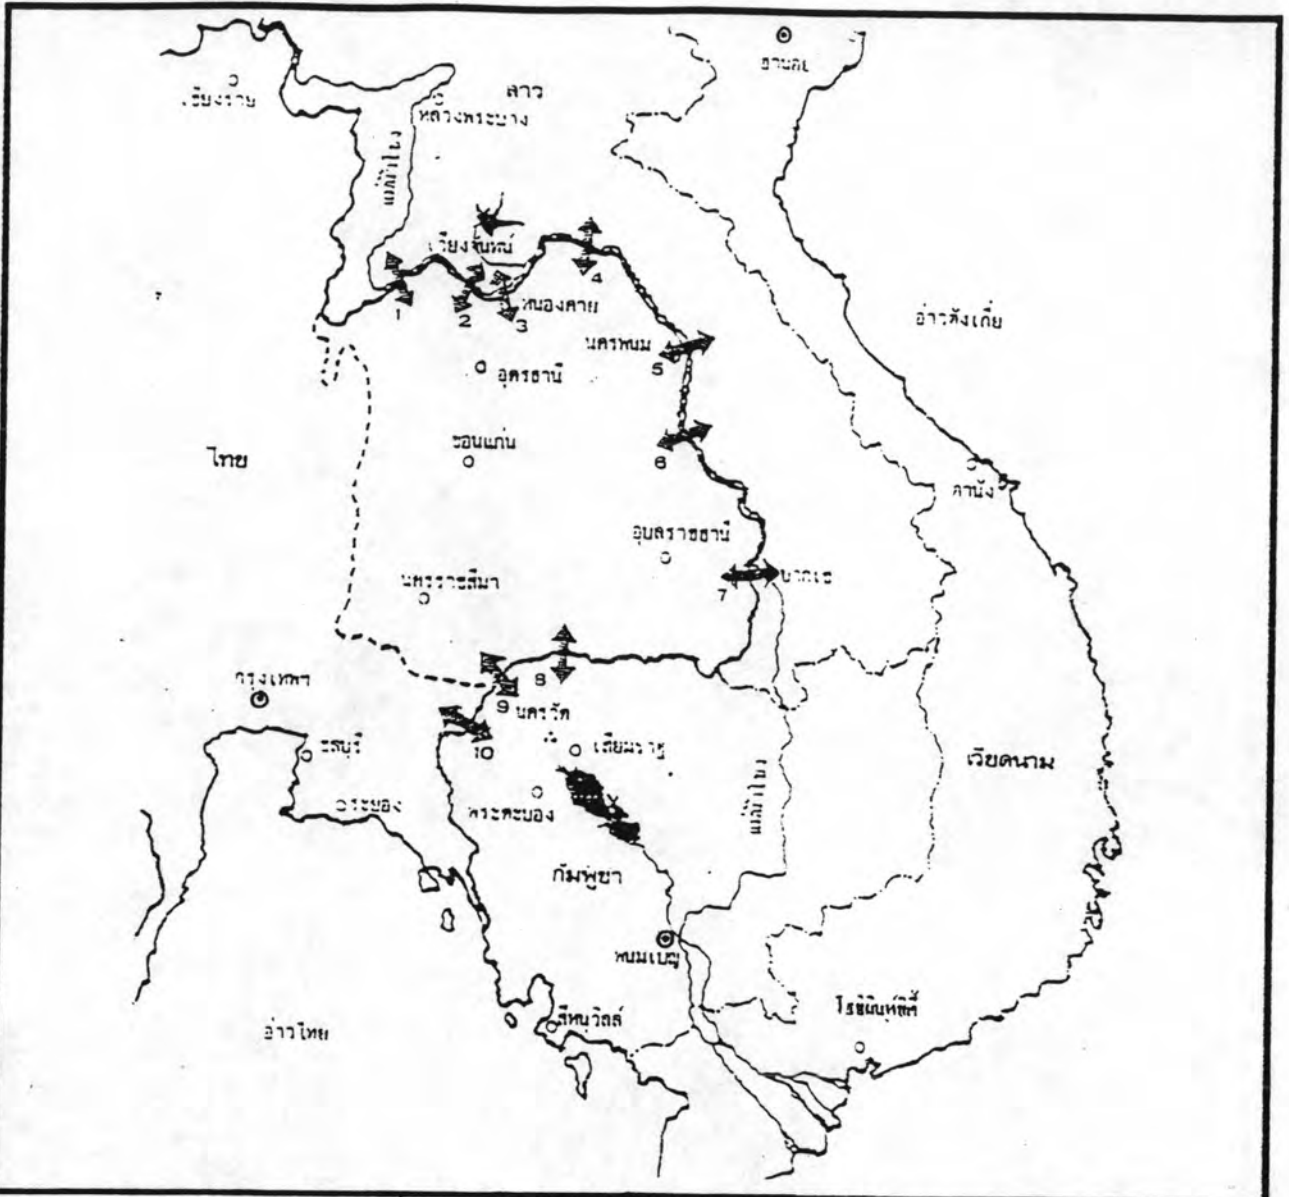 ฮานอย
เชียงราย
ลาว
หลวงพระบาง
แม่น้ำโขง
เวียงจันทน์
4
1
2
3
หนองคาย
อ่าวตังเกี๋ย
นครพนม
5
อุดรธานี
ขอนแก่น
ไทย
6
ดานัง
อุบลราชธานี
ปากเซ
7
นครราชสีมา
กรุงเทพฯ
8
9
นครวัด
10
ชลบุรี
เสียมราฐ
เวียดนาม
ระยอง
พระตะบอง
แม่น้ำโขง
กัมพูชา
พนมเปญ
โฮจิมินห์ซิตี้
สีหนุวิลล์
อ่าวไทย